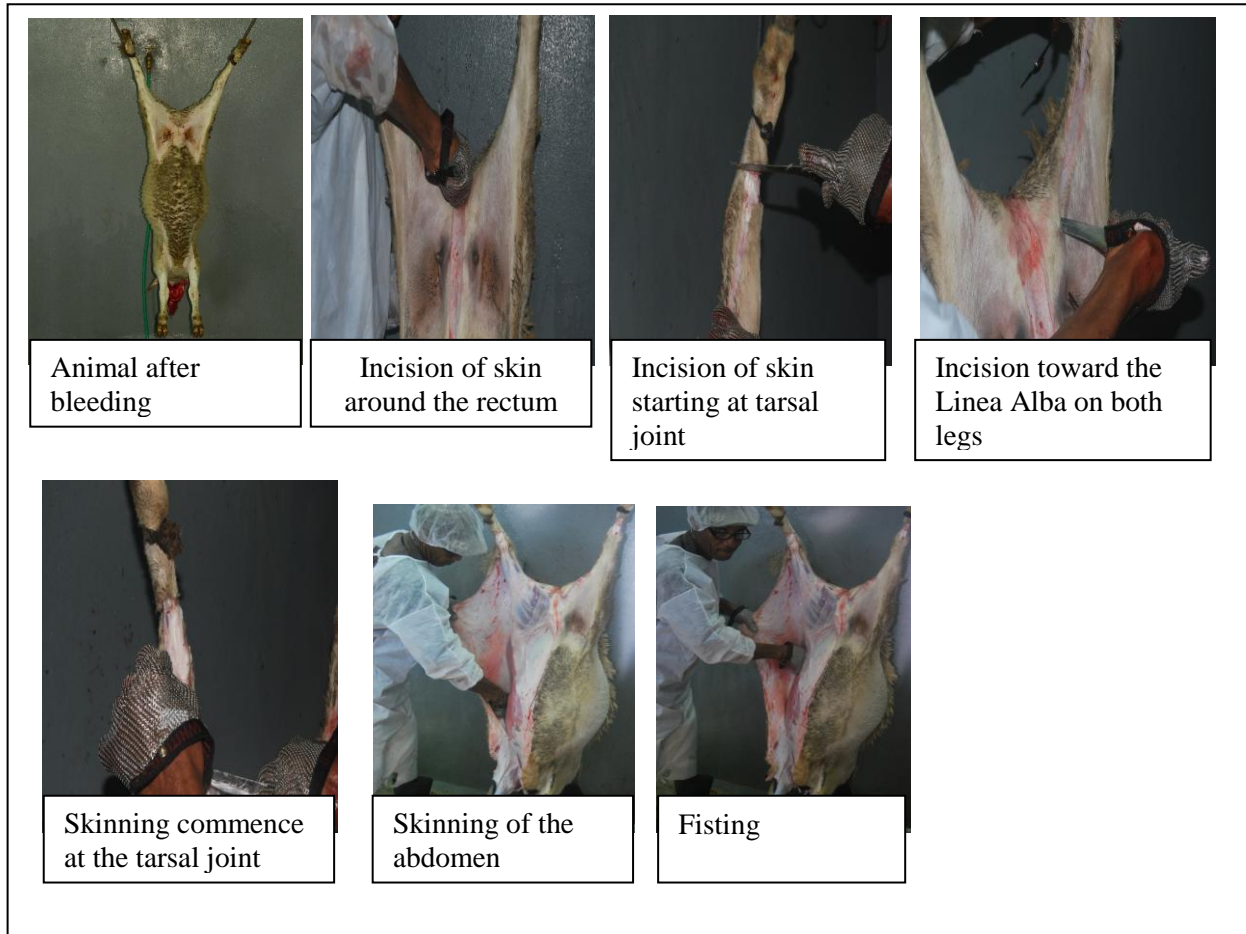 Animal after
bleeding
Incision of skin
around the rectum
Incision of skin
starting at tarsal
joint
Incision toward the
Linea Alba on both
legs
Skinning commence
at the tarsal joint
Skinning of the
abdomen
Fisting